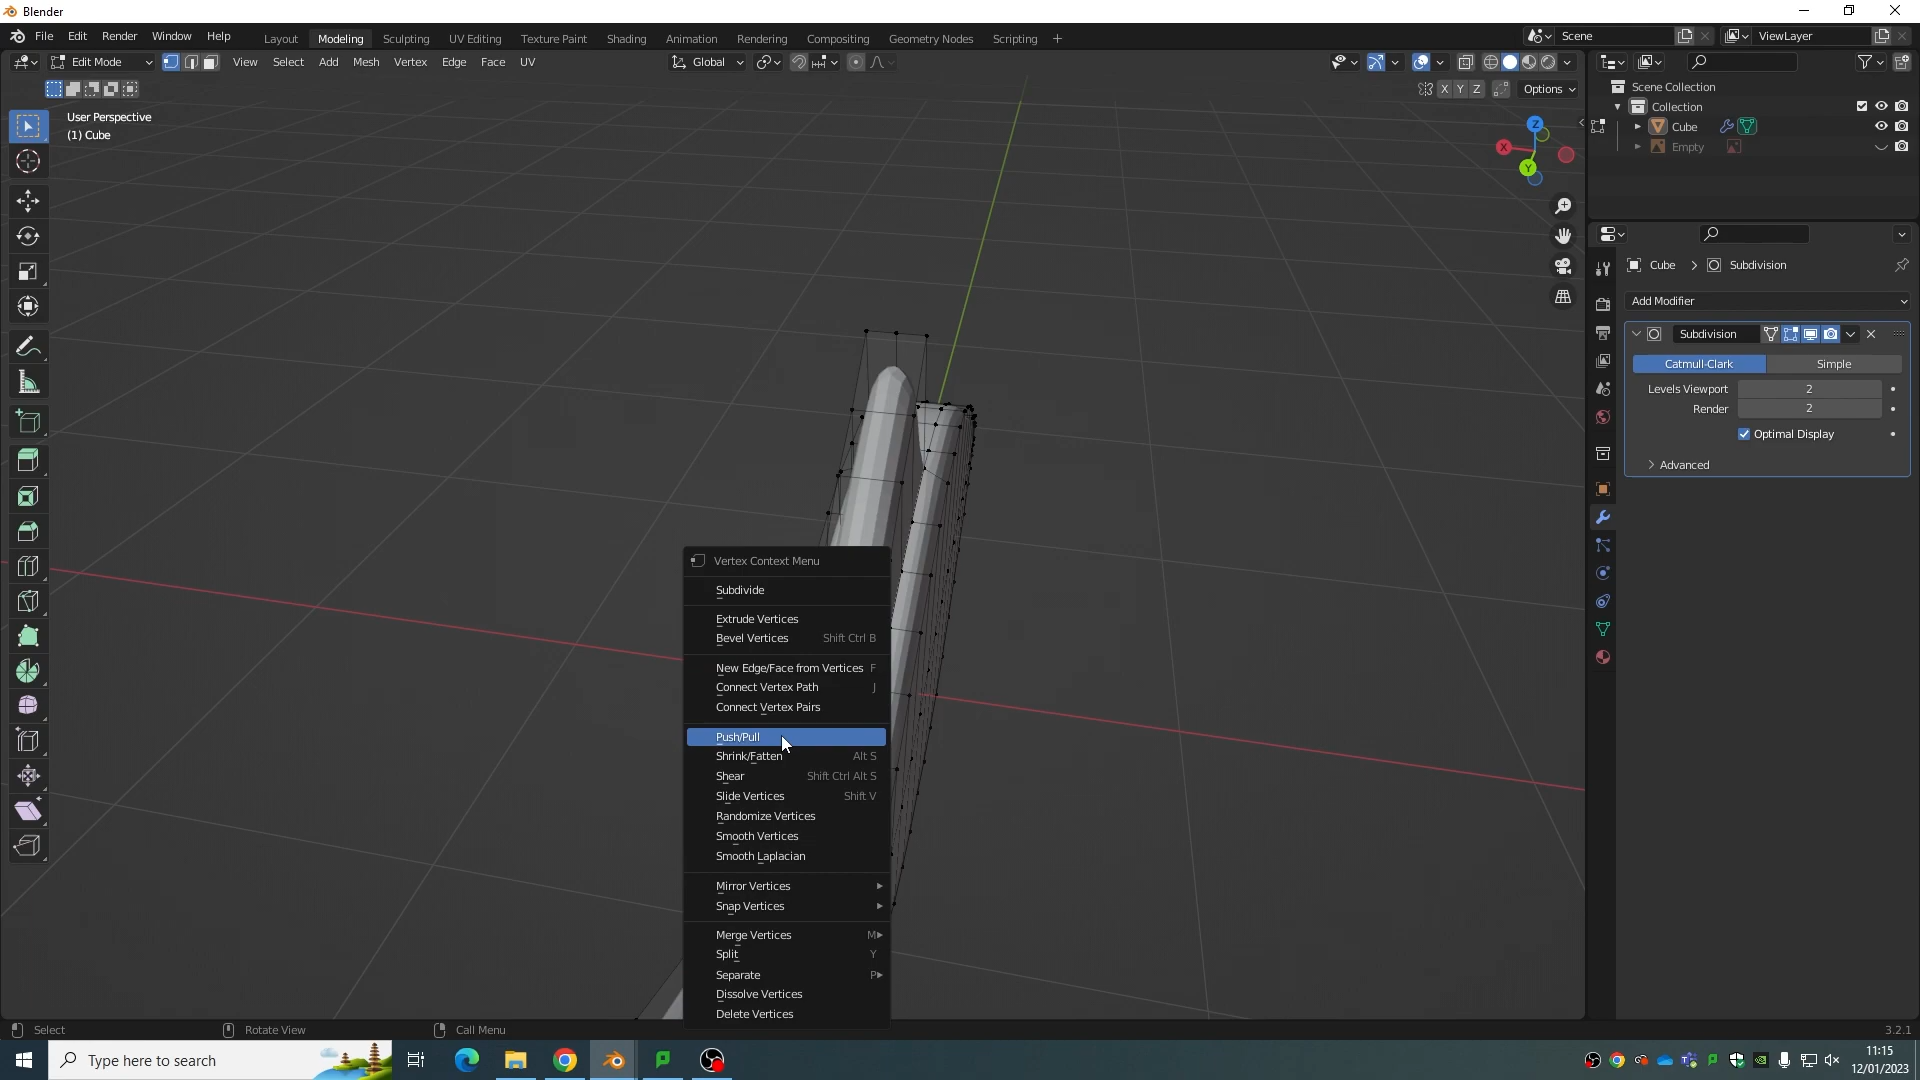 Blender
File Edit Render Window Help
Layout Modeling Sculpting UV Editing Texture Paint Shading Animation Rendering Compositing Geometry Nodes Scripting +
Scene
ViewLayer
Edit Mode
View Select Add Mesh Vertex Edge Face UV
Global
X Y Z
Options
User Perspective
(1) Cube
Z
X
Y
Scene Collection
Collection
Cube
Empty
Cube > Subdivision
Add Modifier
Subdivision
Catmull-Clark Simple
Levels Viewport 2
Render 2
Optimal Display
Advanced
Vertex Context Menu
Subdivide
Extrude Vertices
Bevel Vertices Shift Ctrl B
New Edge/Face from Vertices F
Connect Vertex Path J
Connect Vertex Pairs
Push/Pull
Shrink/Fatten Alt S
Shear Shift Ctrl Alt S
Slide Vertices Shift V
Randomize Vertices
Smooth Vertices
Smooth Laplacian
Mirror Vertices
Snap Vertices
Merge Vertices M
Split Y
Separate P
Dissolve Vertices
Delete Vertices
Select Rotate View Call Menu
3.2.1
Type here to search
11:15
12/01/2023